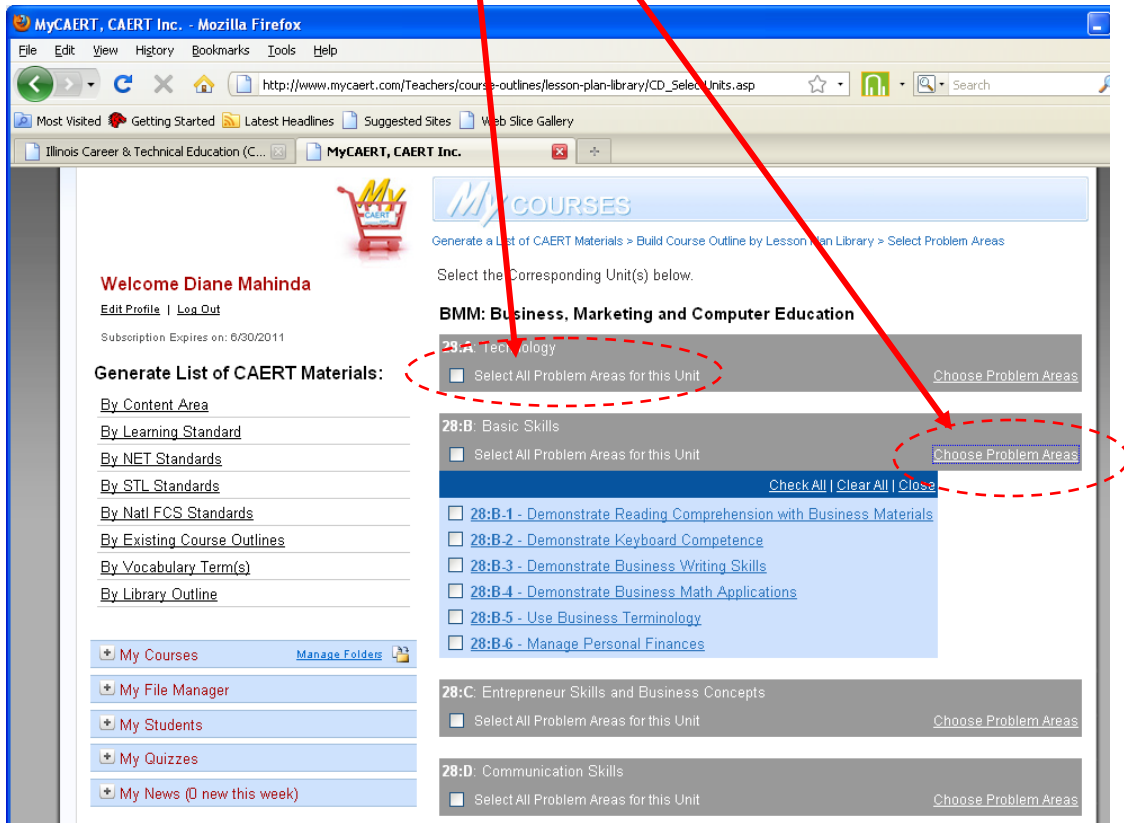 MyCAERT, CAERT Inc. - Mozilla Firefox
File Edit View History Bookmarks Tools Help
http://www.mycaert.com/Teachers/course-outlines/lesson-plan-library/CD_SelectUnits.asp
Search
Most Visited Getting Started Latest Headlines Suggested Sites Web Slice Gallery
Illinois Career & Technical Education (C... MyCAERT, CAERT Inc.
My CAERT
My COURSES
Generate a List of CAERT Materials > Build Course Outline by Lesson Plan Library > Select Problem Areas
Welcome Diane Mahinda
Edit Profile | Log Out
Subscription Expires on: 6/30/2011
Generate List of CAERT Materials:
By Content Area
By Learning Standard
By NET Standards
By STL Standards
By Natl FCS Standards
By Existing Course Outlines
By Vocabulary Term(s)
By Library Outline
My Courses Manage Folders
My File Manager
My Students
My Quizzes
My News (0 new this week)
Select the Corresponding Unit(s) below.
BMM: Business, Marketing and Computer Education
28:A: Technology
Select All Problem Areas for this Unit Choose Problem Areas
28:B: Basic Skills
Select All Problem Areas for this Unit Choose Problem Areas
Check All | Clear All | Close
28:B-1 - Demonstrate Reading Comprehension with Business Materials
28:B-2 - Demonstrate Keyboard Competence
28:B-3 - Demonstrate Business Writing Skills
28:B-4 - Demonstrate Business Math Applications
28:B-5 - Use Business Terminology
28:B-6 - Manage Personal Finances
28:C: Entrepreneur Skills and Business Concepts
Select All Problem Areas for this Unit Choose Problem Areas
28:D: Communication Skills
Select All Problem Areas for this Unit Choose Problem Areas